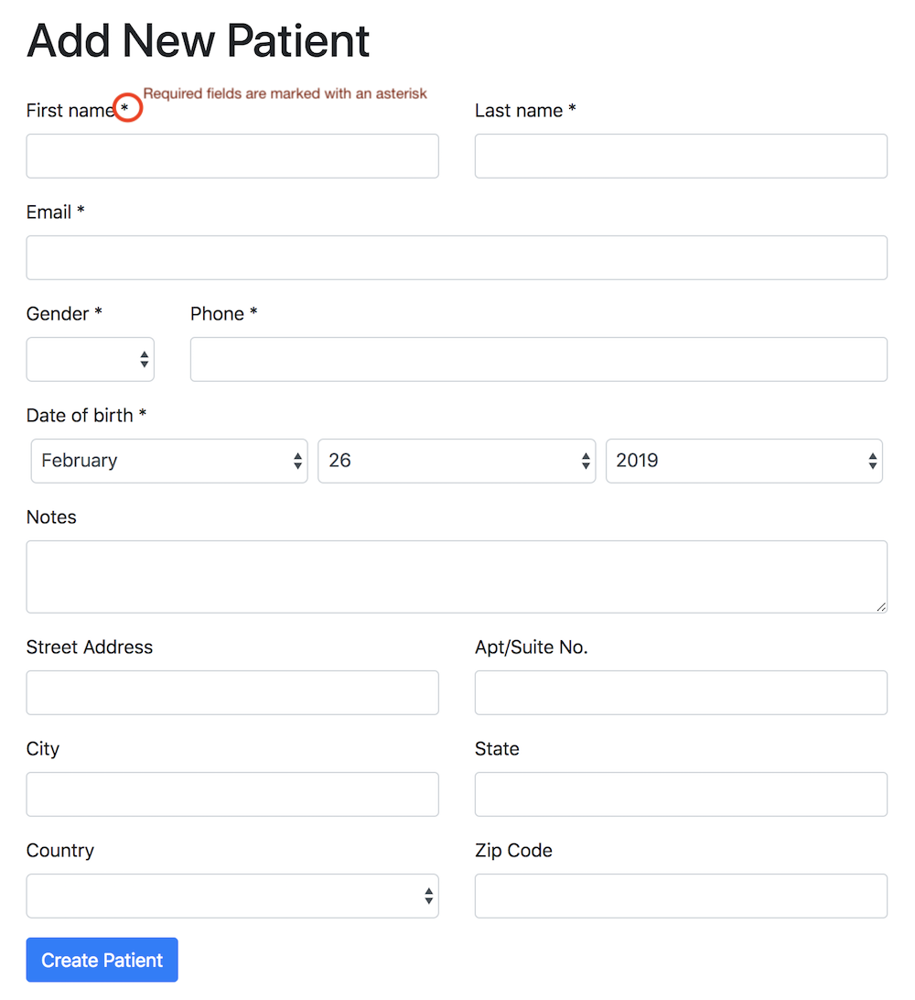 Add New Patient
Required fields are marked with an asterisk
First name *
Last name *
Email *
Gender *
Phone *
Date of birth *
February
26
2019
Notes
Street Address
Apt/Suite No.
City
State
Country
Zip Code
Create Patient